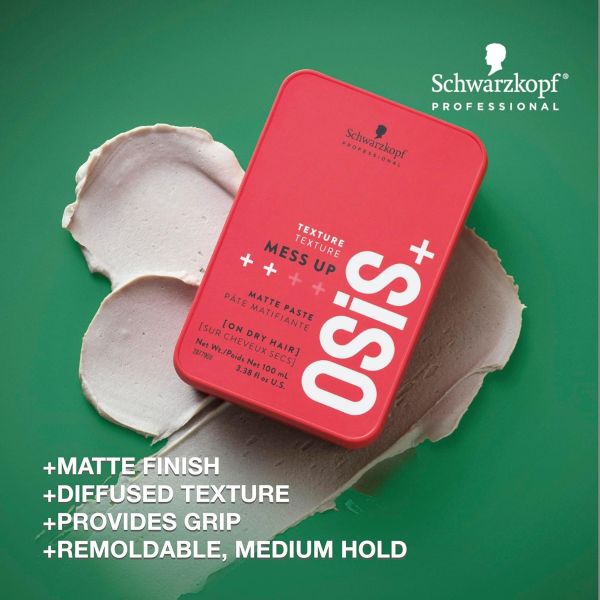 Schwarzkopf®
PROFESSIONAL
Schwarzkopf
PROFESSIONAL
TEXTURE
TEXTURE
MESS UP
++++
MATTE PASTE
PÂTE MATIFIANTE
[ON DRY HAIR]
[SUR CHEVEUX SECS]
Net Wt./Poids Net 100 mL
3.38 fl oz U.S.
OSiS+
+MATTE FINISH
+DIFFUSED TEXTURE
+PROVIDES GRIP
+REMOLDABLE, MEDIUM HOLD